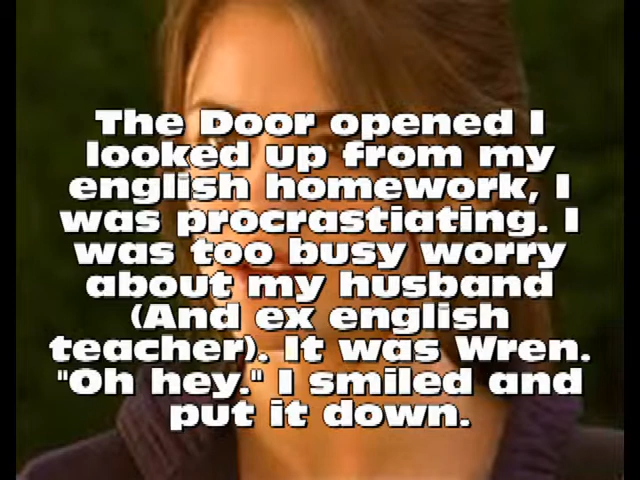 The Door opened I
looked up from my
english homework, I
was procrastiating. I
was too busy worry
about my husband
(And ex english
teacher). It was Wren.
"Oh hey." I smiled and
put it down.